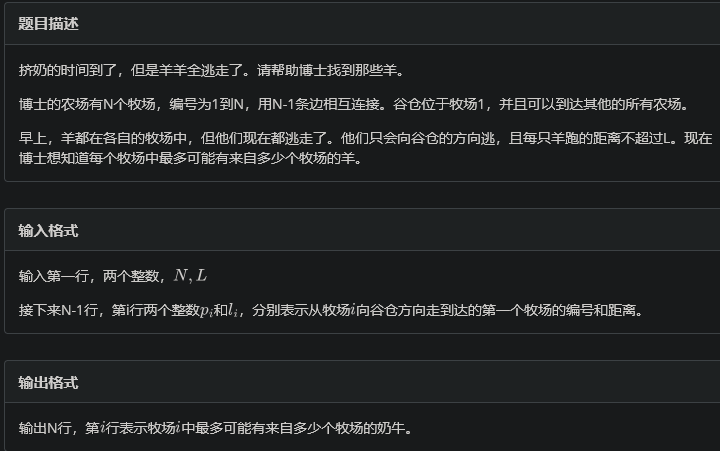 题目描述
挤奶的时间到了，但是羊羊全逃走了。请帮助博士找到那些羊。
博士的农场有N个牧场，编号为1到N，用N-1条边相互连接。谷仓位于牧场1，并且可以到达其他的所有农场。
早上，羊都在各自的牧场中，但他们现在都逃走了。他们只会向谷仓的方向逃，且每只羊跑的距离不超过L。现在
博士想知道每个牧场中最多可能有来自多少个牧场的羊。
输入格式
输入第一行，两个整数，N, L
接下来N-1行，第i行两个整数p_i和l_i，分别表示从牧场i向谷仓方向走到达的第一个牧场的编号和距离。
输出格式
输出N行，第i行表示牧场i中最多可能有来自多少个牧场的奶牛。